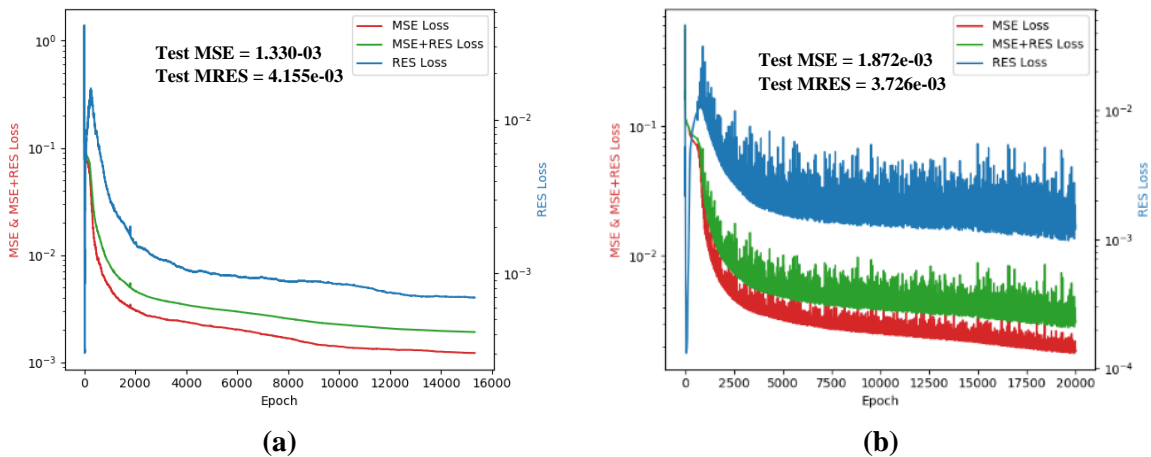 MSE Loss
MSE+RES Loss
RES Loss
Test MSE = 1.330-03
Test MRES = 4.155e-03
10⁰
10⁻¹
10⁻²
10⁻³
MSE & MSE+RES Loss
10⁻²
10⁻³
RES Loss
0 2000 4000 6000 8000 10000 12000 14000 16000
Epoch
(a)
MSE Loss
MSE+RES Loss
RES Loss
Test MSE = 1.872e-03
Test MRES = 3.726e-03
10⁻¹
10⁻²
MSE & MSE+RES Loss
10⁻²
10⁻³
10⁻⁴
RES Loss
0 2500 5000 7500 10000 12500 15000 17500 20000
Epoch
(b)